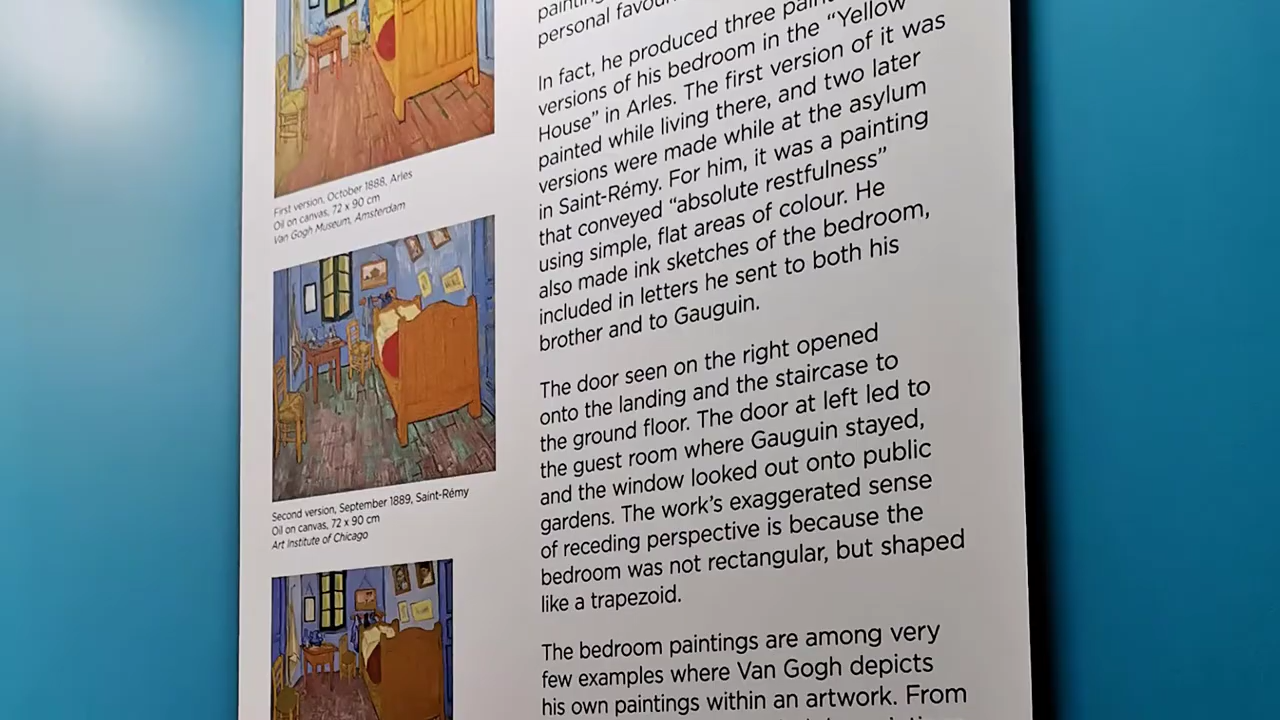 First version, October 1888, Arles
Oil on canvas, 72 x 90 cm
Van Gogh Museum, Amsterdam
Second version, September 1889, Saint-Rémy
Oil on canvas, 72 x 90 cm
Art Institute of Chicago
personal
In fact, he produced three
versions of his bedroom in the “Yellow
House” in Arles. The first version of it was
painted while living there, and two later
versions were made while at the asylum
in Saint-Rémy. For him, it was a painting
that conveyed “absolute restfulness”
using simple, flat areas of colour. He
also made ink sketches of the bedroom,
included in letters he sent to both his
brother and to Gauguin.
The door seen on the right opened
onto the landing and the staircase to
the ground floor. The door at left led to
the guest room where Gauguin stayed,
and the window looked out onto public
gardens. The work’s exaggerated sense
of receding perspective is because the
bedroom was not rectangular, but shaped
like a trapezoid.
The bedroom paintings are among very
few examples where Van Gogh depicts
his own paintings within an artwork. From